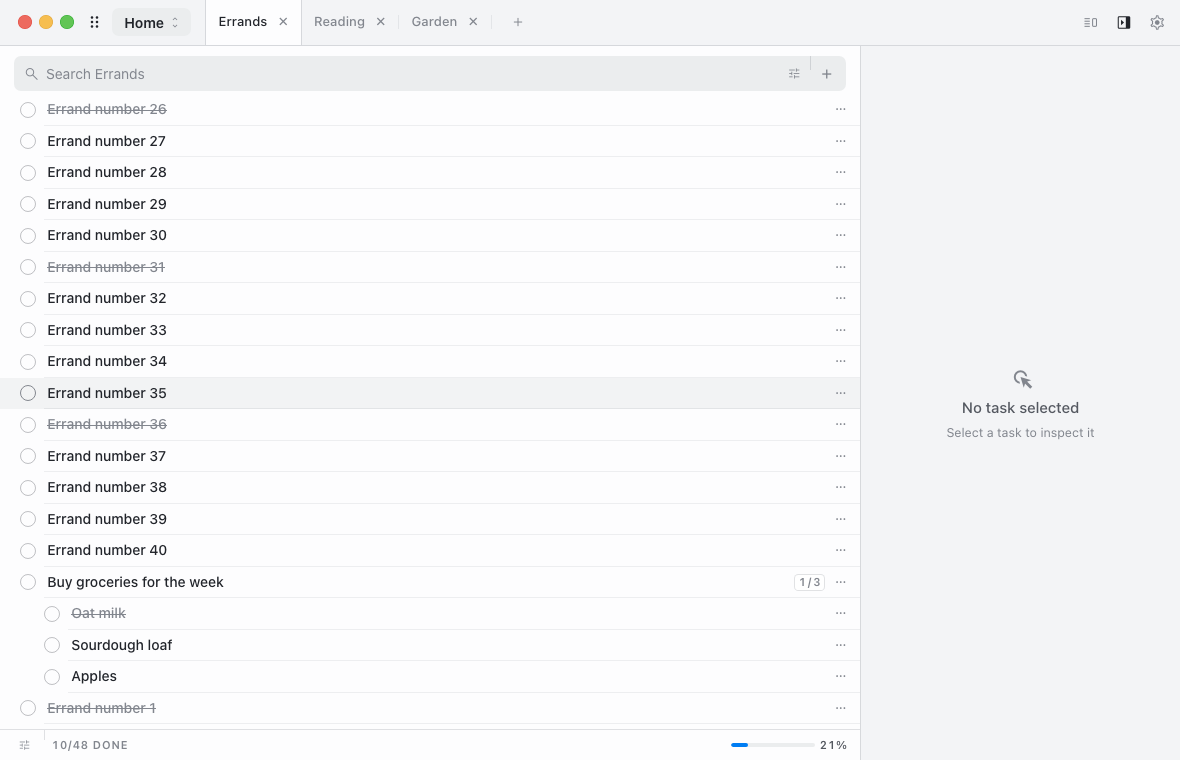 Home
Errands
Reading
Garden
Search Errands
Errand number 26
Errand number 27
Errand number 28
Errand number 29
Errand number 30
Errand number 31
Errand number 32
Errand number 33
Errand number 34
Errand number 35
Errand number 36
Errand number 37
Errand number 38
Errand number 39
Errand number 40
Buy groceries for the week 1/3
Oat milk
Sourdough loaf
Apples
Errand number 1
10/48 DONE
21%
No task selected
Select a task to inspect it